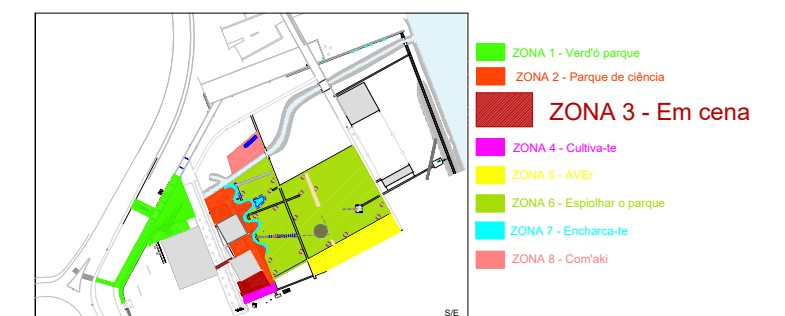 ZONA 1 - Verd'ó parque
ZONA 2 - Parque de ciência
ZONA 3 - Em cena
ZONA 4 - Cultiva-te
ZONA 5 - AVEr
ZONA 6 - Espiolhar o parque
ZONA 7 - Encharca-te
ZONA 8 - Com'aki
S/E